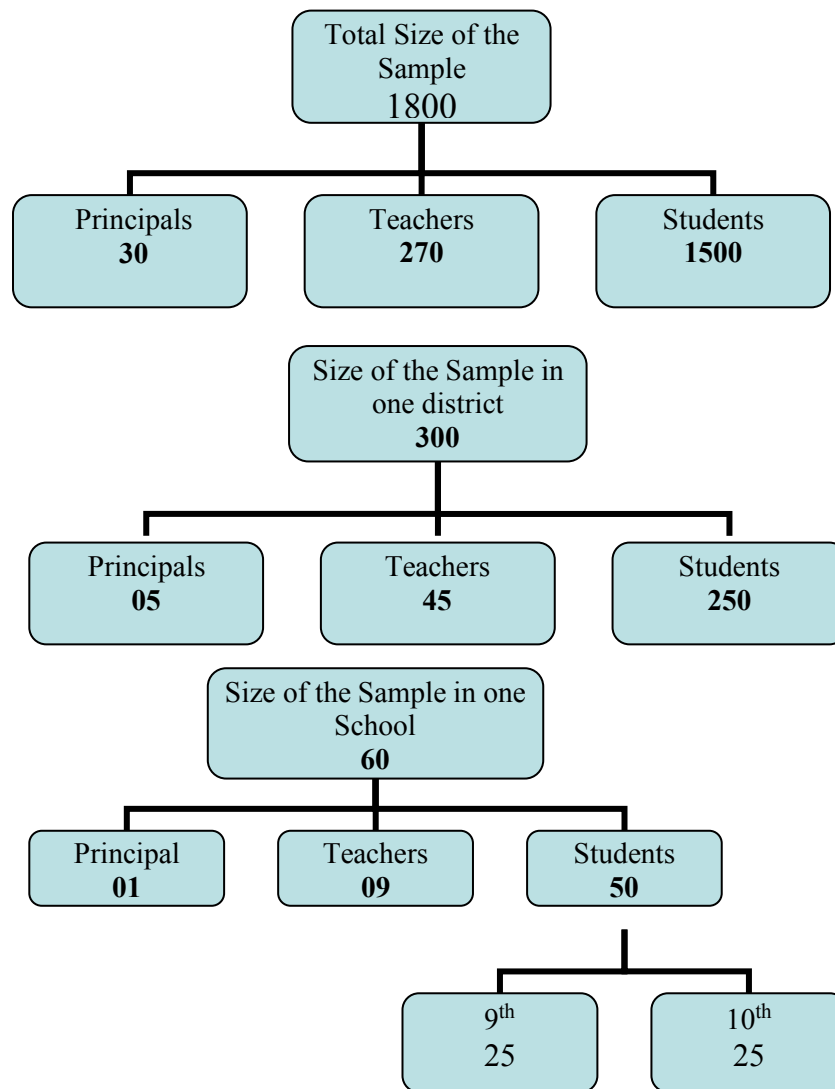 Total Size of the
Sample
1800
Principals
30
Teachers
270
Students
1500
Size of the Sample in
one district
300
Principals
05
Teachers
45
Students
250
Size of the Sample in one
School
60
Principal
01
Teachers
09
Students
50
9th
25
10th
25